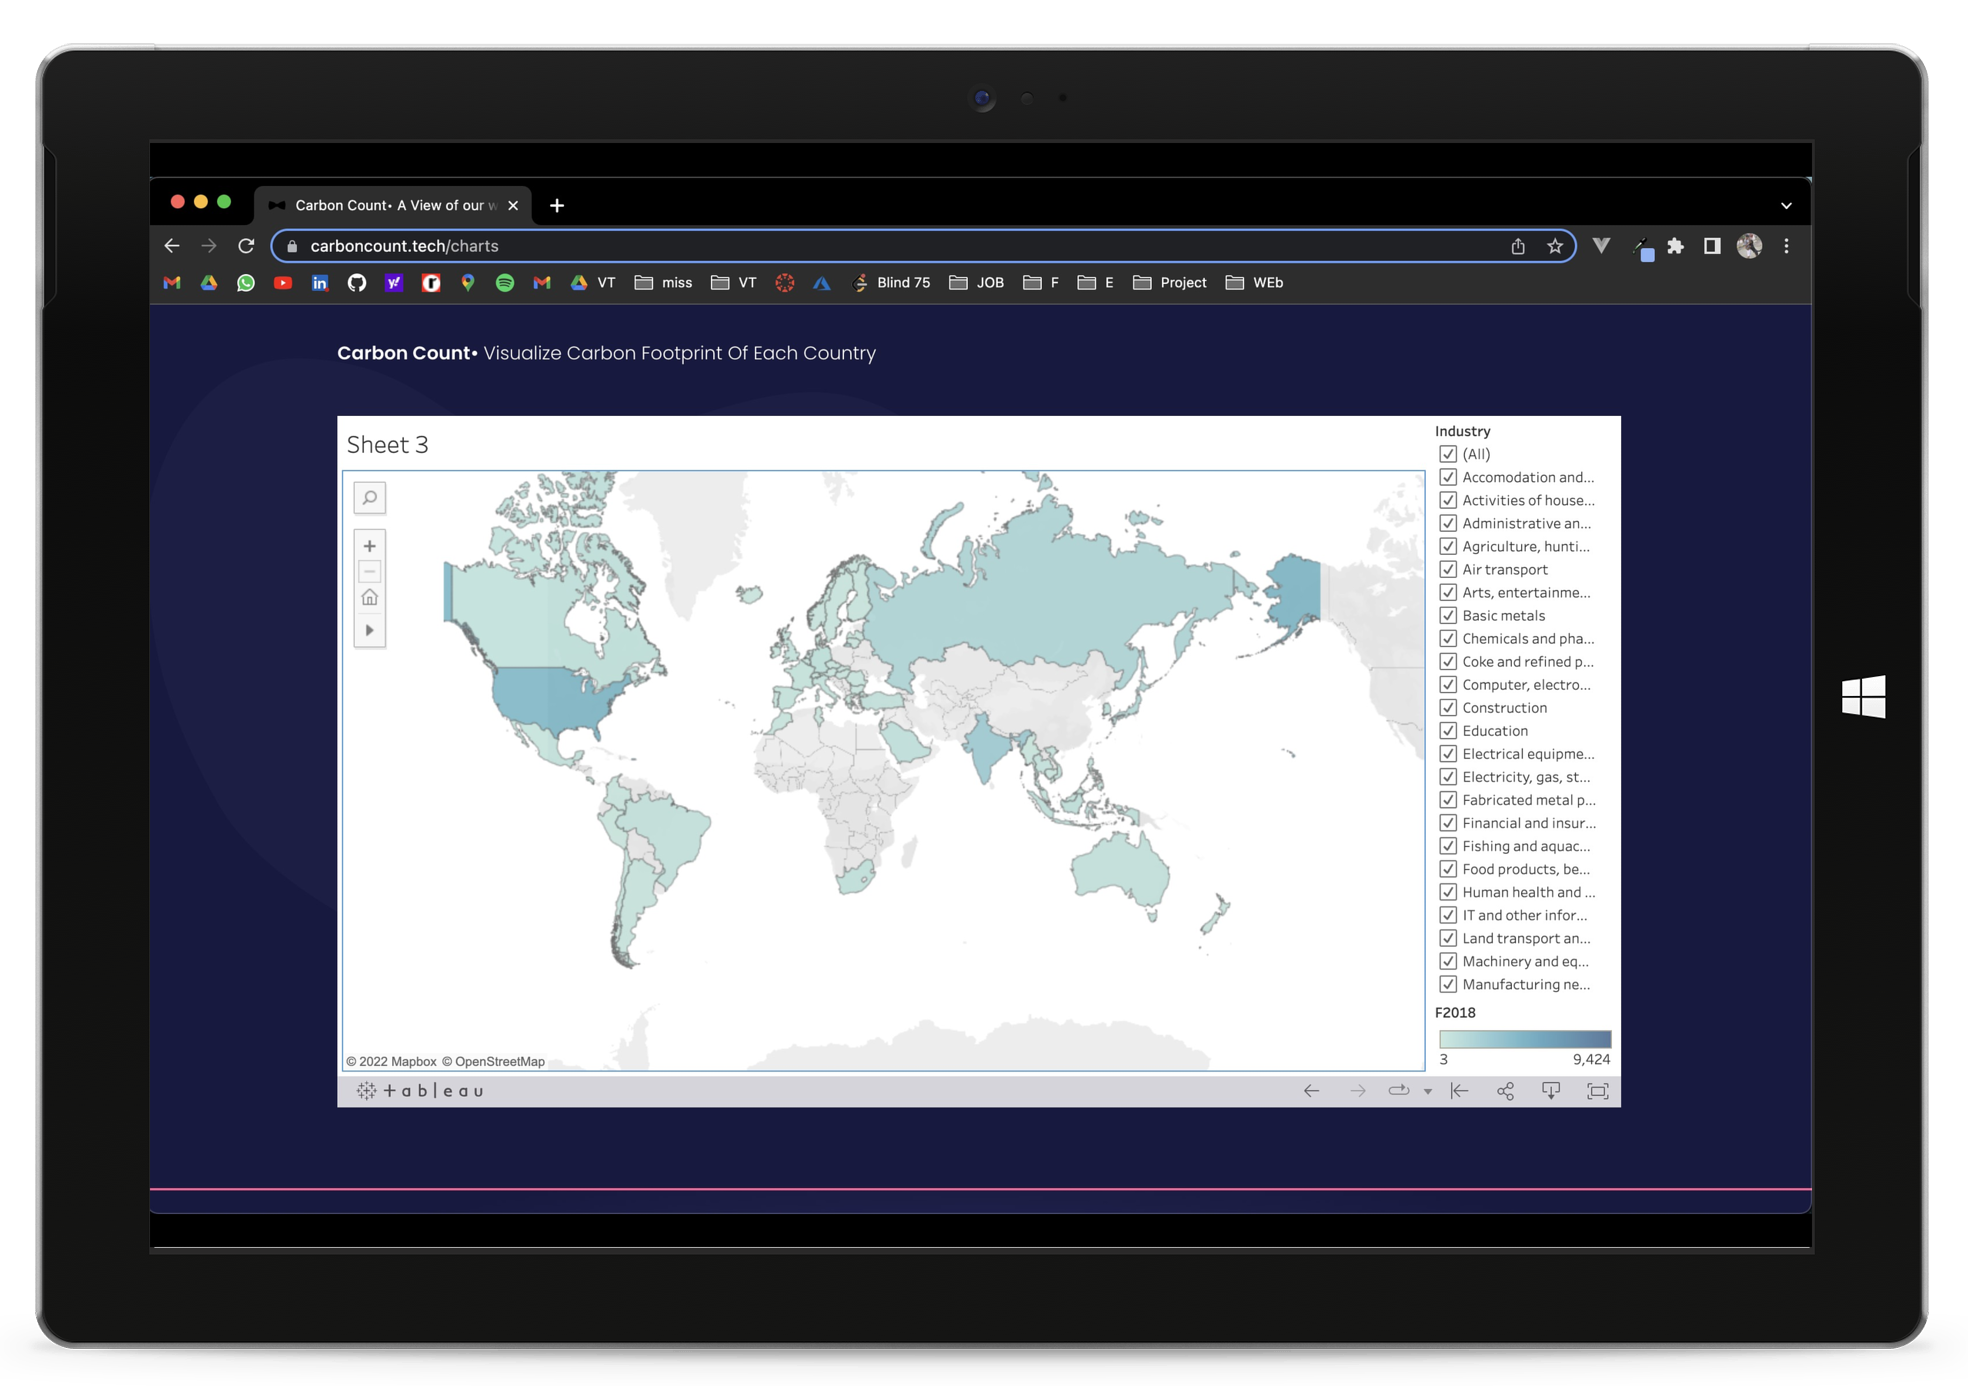 Carbon Count• A View of our w
carboncount.tech/charts
VT
miss
VT
Blind 75
JOB
F
E
Project
WEb
Carbon Count• Visualize Carbon Footprint Of Each Country
Sheet 3
Industry
(All)
Accomodation and...
Activities of house...
Administrative an...
Agriculture, hunti...
Air transport
Arts, entertainme...
Basic metals
Chemicals and pha...
Coke and refined p...
Computer, electro...
Construction
Education
Electrical equipme...
Electricity, gas, st...
Fabricated metal p...
Financial and insur...
Fishing and aquac...
Food products, be...
Human health and ...
IT and other infor...
Land transport an...
Machinery and eq...
Manufacturing ne...
F2018
3 9,424
© 2022 Mapbox © OpenStreetMap
+ableau